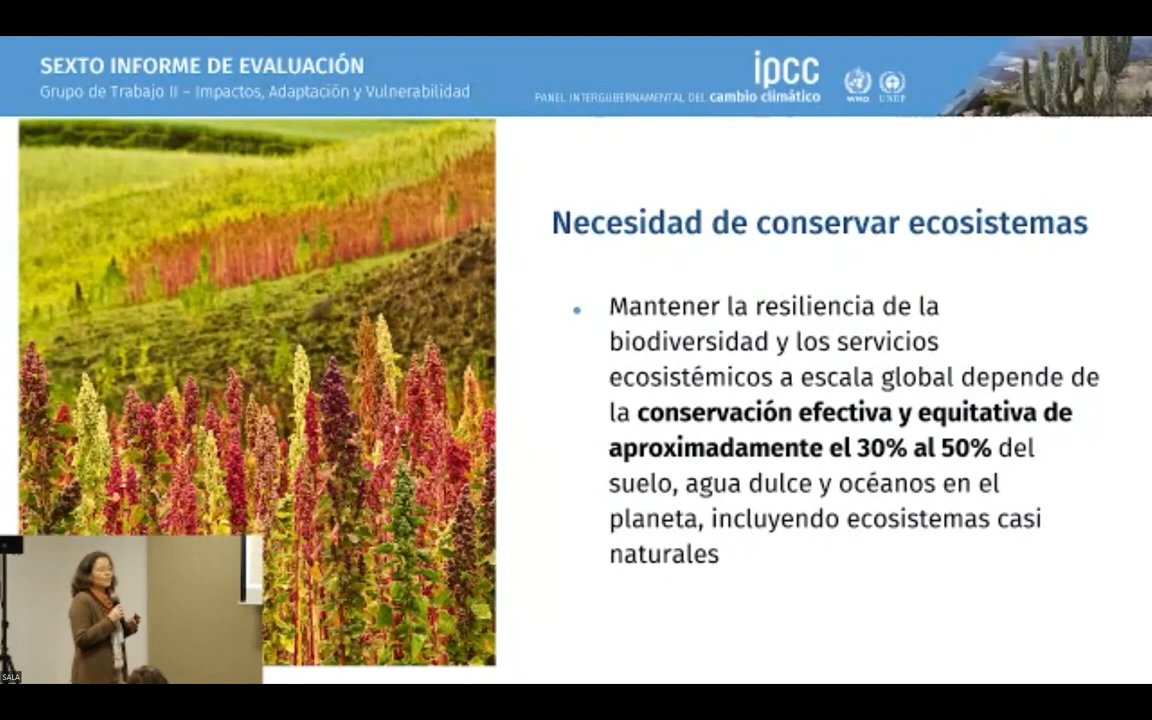 SEXTO INFORME DE EVALUACIÓN
Grupo de Trabajo II – Impactos, Adaptación y Vulnerabilidad
ipcc
PANEL INTERGUBERNAMENTAL DEL cambio climático
WMO
UNEP
Necesidad de conservar ecosistemas
• Mantener la resiliencia de la
biodiversidad y los servicios
ecosistémicos a escala global depende de
la conservación efectiva y equitativa de
aproximadamente el 30% al 50% del
suelo, agua dulce y océanos en el
planeta, incluyendo ecosistemas casi
naturales
SALA